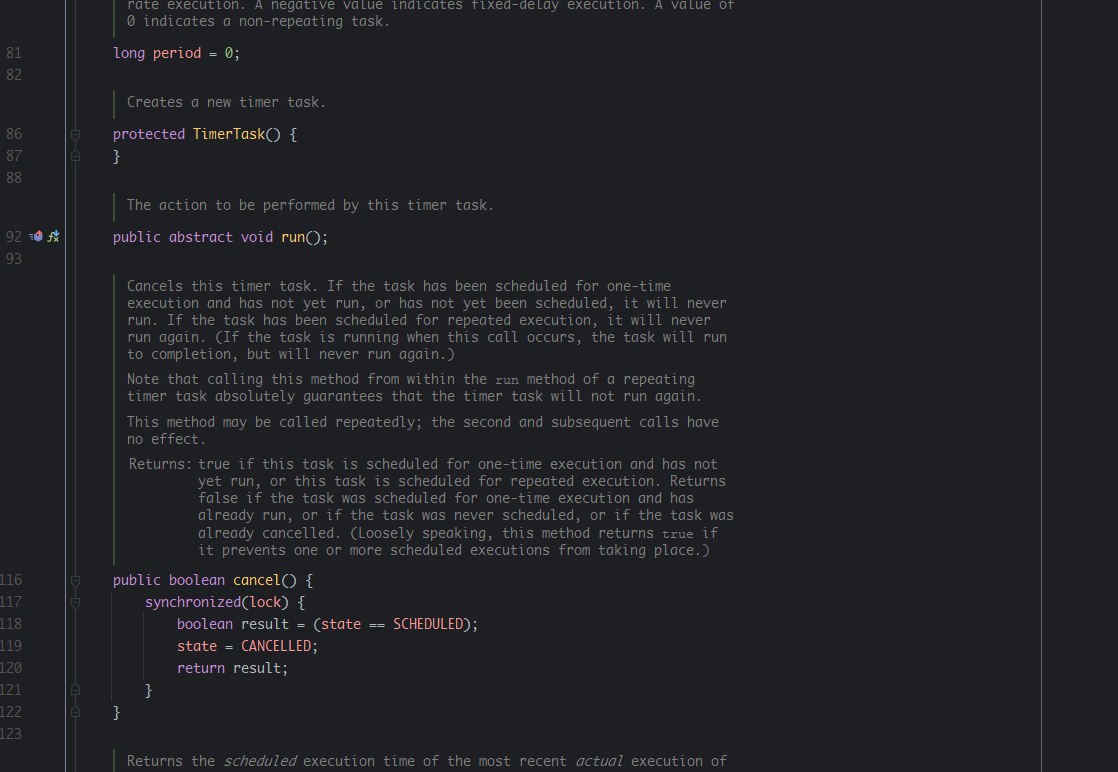 rate execution. A negative value indicates fixed-delay execution. A value of
0 indicates a non-repeating task.
81 long period = 0;
82
Creates a new timer task.
86 protected TimerTask() {
87 }
88
The action to be performed by this timer task.
92 public abstract void run();
93
Cancels this timer task. If the task has been scheduled for one-time
execution and has not yet run, or has not yet been scheduled, it will never
run. If the task has been scheduled for repeated execution, it will never
run again. (If the task is running when this call occurs, the task will run
to completion, but will never run again.)
Note that calling this method from within the run method of a repeating
timer task absolutely guarantees that the timer task will not run again.
This method may be called repeatedly; the second and subsequent calls have
no effect.
Returns: true if this task is scheduled for one-time execution and has not
yet run, or this task is scheduled for repeated execution. Returns
false if the task was scheduled for one-time execution and has
already run, or if the task was never scheduled, or if the task was
already cancelled. (Loosely speaking, this method returns true if
it prevents one or more scheduled executions from taking place.)
116 public boolean cancel() {
117 synchronized(lock) {
118 boolean result = (state == SCHEDULED);
119 state = CANCELLED;
120 return result;
121 }
122 }
123
Returns the scheduled execution time of the most recent actual execution of